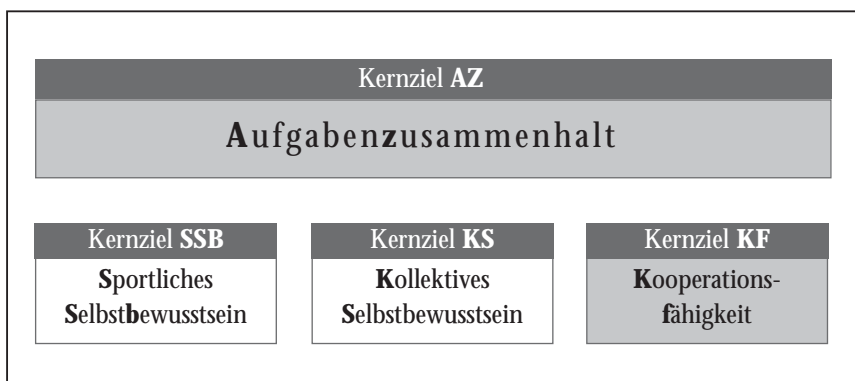 Kernziel AZ
Aufgabenzusammenhalt
Kernziel SSB
Sportliches
Selbstbewusstsein
Kernziel KS
Kollektives
Selbstbewusstsein
Kernziel KF
Kooperations-
fähigkeit